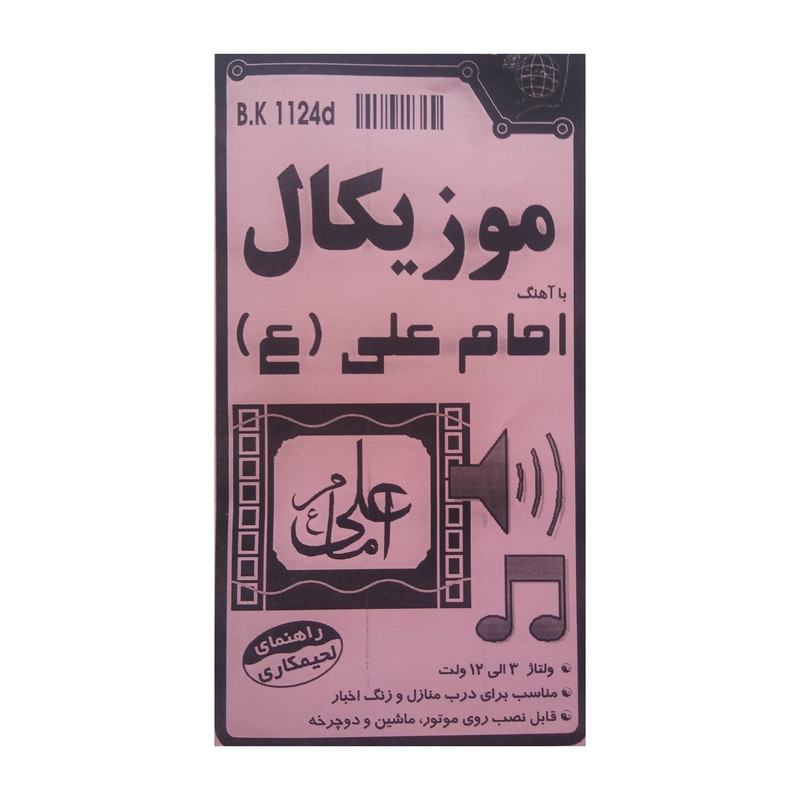 B.K 1124d
موزیکال
با آهنگ
امام علی (ع)
امام علی ع
راهنمای
لحیمکاری
ولتاژ ۳ الی ۱۲ ولت
مناسب برای درب منازل و زنگ اخبار
قابل نصب روی موتور، ماشین و دوچرخه